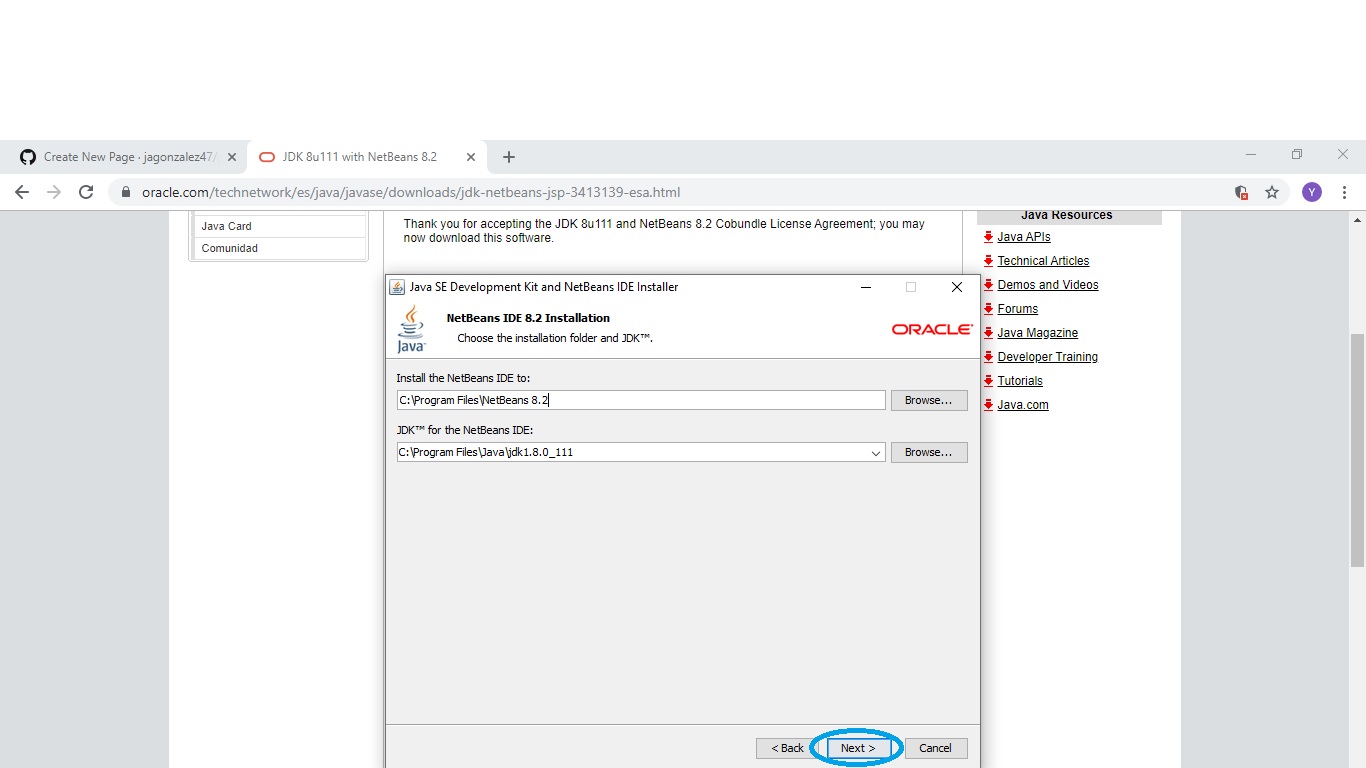 Create New Page · jagonzalez47/
JDK 8u111 with NetBeans 8.2
oracle.com/technetwork/es/java/javase/downloads/jdk-netbeans-jsp-3413139-esa.html
Y
Java Card
Comunidad
Thank you for accepting the JDK 8u111 and NetBeans 8.2 Cobundle License Agreement; you may
now download this software.
Java Resources
Java APIs
Technical Articles
Demos and Videos
Forums
Java Magazine
Developer Training
Tutorials
Java.com
Java SE Development Kit and NetBeans IDE Installer
Java™
NetBeans IDE 8.2 Installation
Choose the installation folder and JDK™.
ORACLE®
Install the NetBeans IDE to:
C:\Program Files\NetBeans 8.2
Browse...
JDK™ for the NetBeans IDE:
C:\Program Files\Java\jdk1.8.0_111
Browse...
< Back
Next >
Cancel